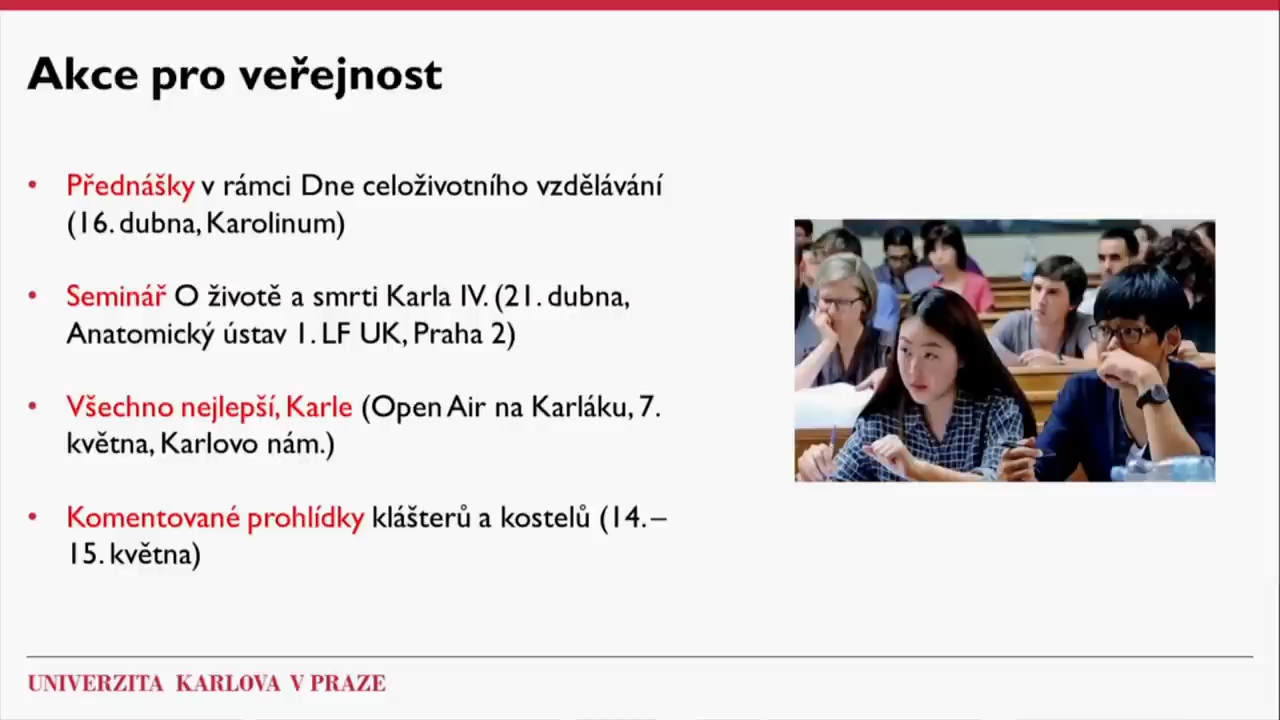 Akce pro veřejnost
• Přednášky v rámci Dne celoživotního vzdělávání
(16. dubna, Karolinum)
• Seminář O životě a smrti Karla IV. (21. dubna,
Anatomický ústav 1. LF UK, Praha 2)
• Všechno nejlepší, Karle (Open Air na Karláku, 7.
května, Karlovo nám.)
• Komentované prohlídky klášterů a kostelů (14. –
15. května)
UNIVERZITA KARLOVA V PRAZE